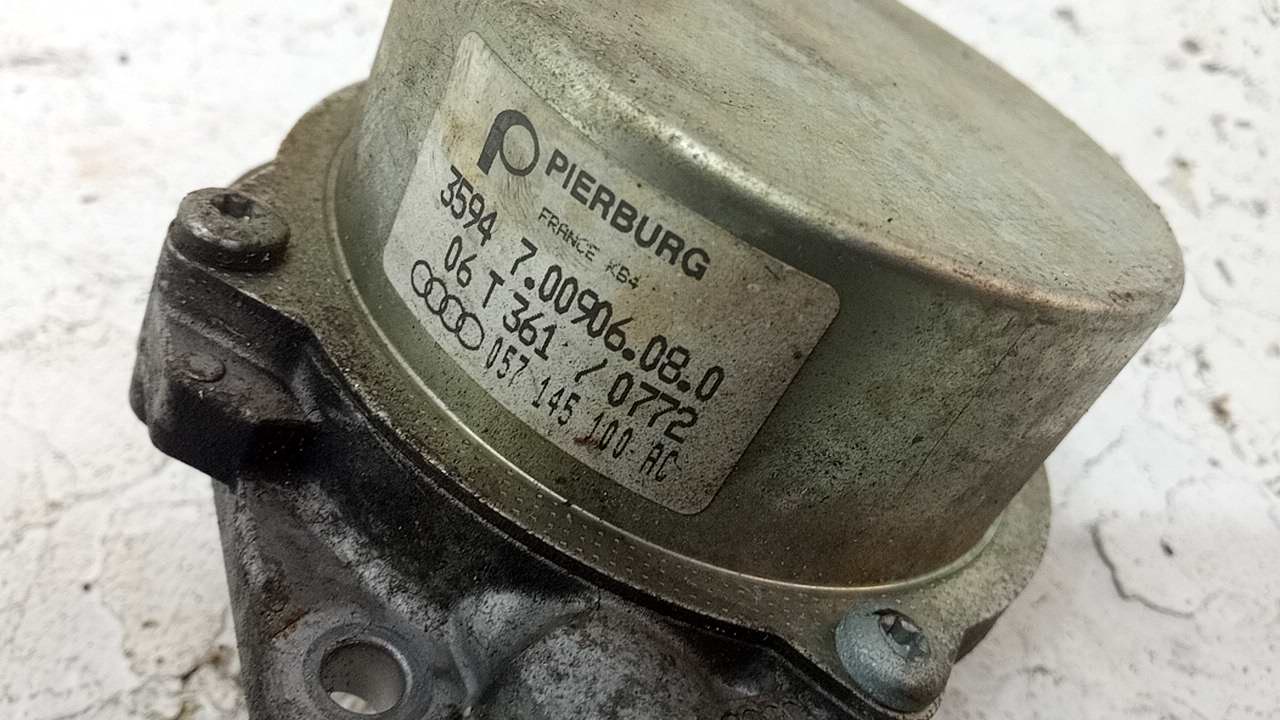 PIERBURG
FRANCE KB4
3594 7.00906.08.0
06 T 361 / 0772
057 145 100 AC